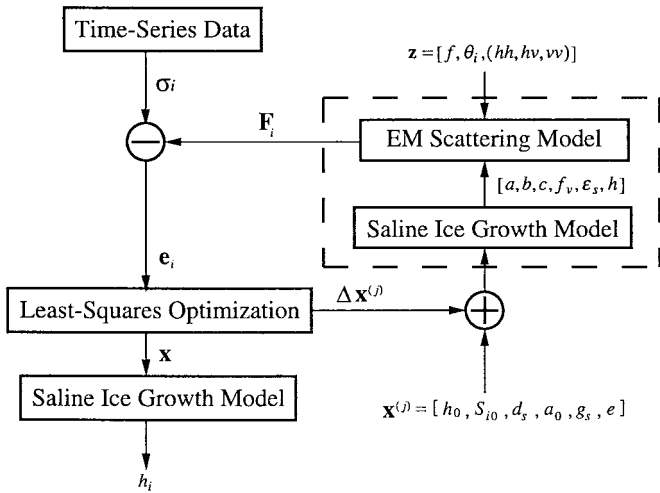 Time-Series Data
z=[f,θi,(hh,hv,vv)]
σi
Fi
EM Scattering Model
[a,b,c,fv,εs,h]
Saline Ice Growth Model
ei
Least-Squares Optimization
Δx(j)
x
Saline Ice Growth Model
x(j)=[h0,Si0,ds,a0,gs,e]
hi